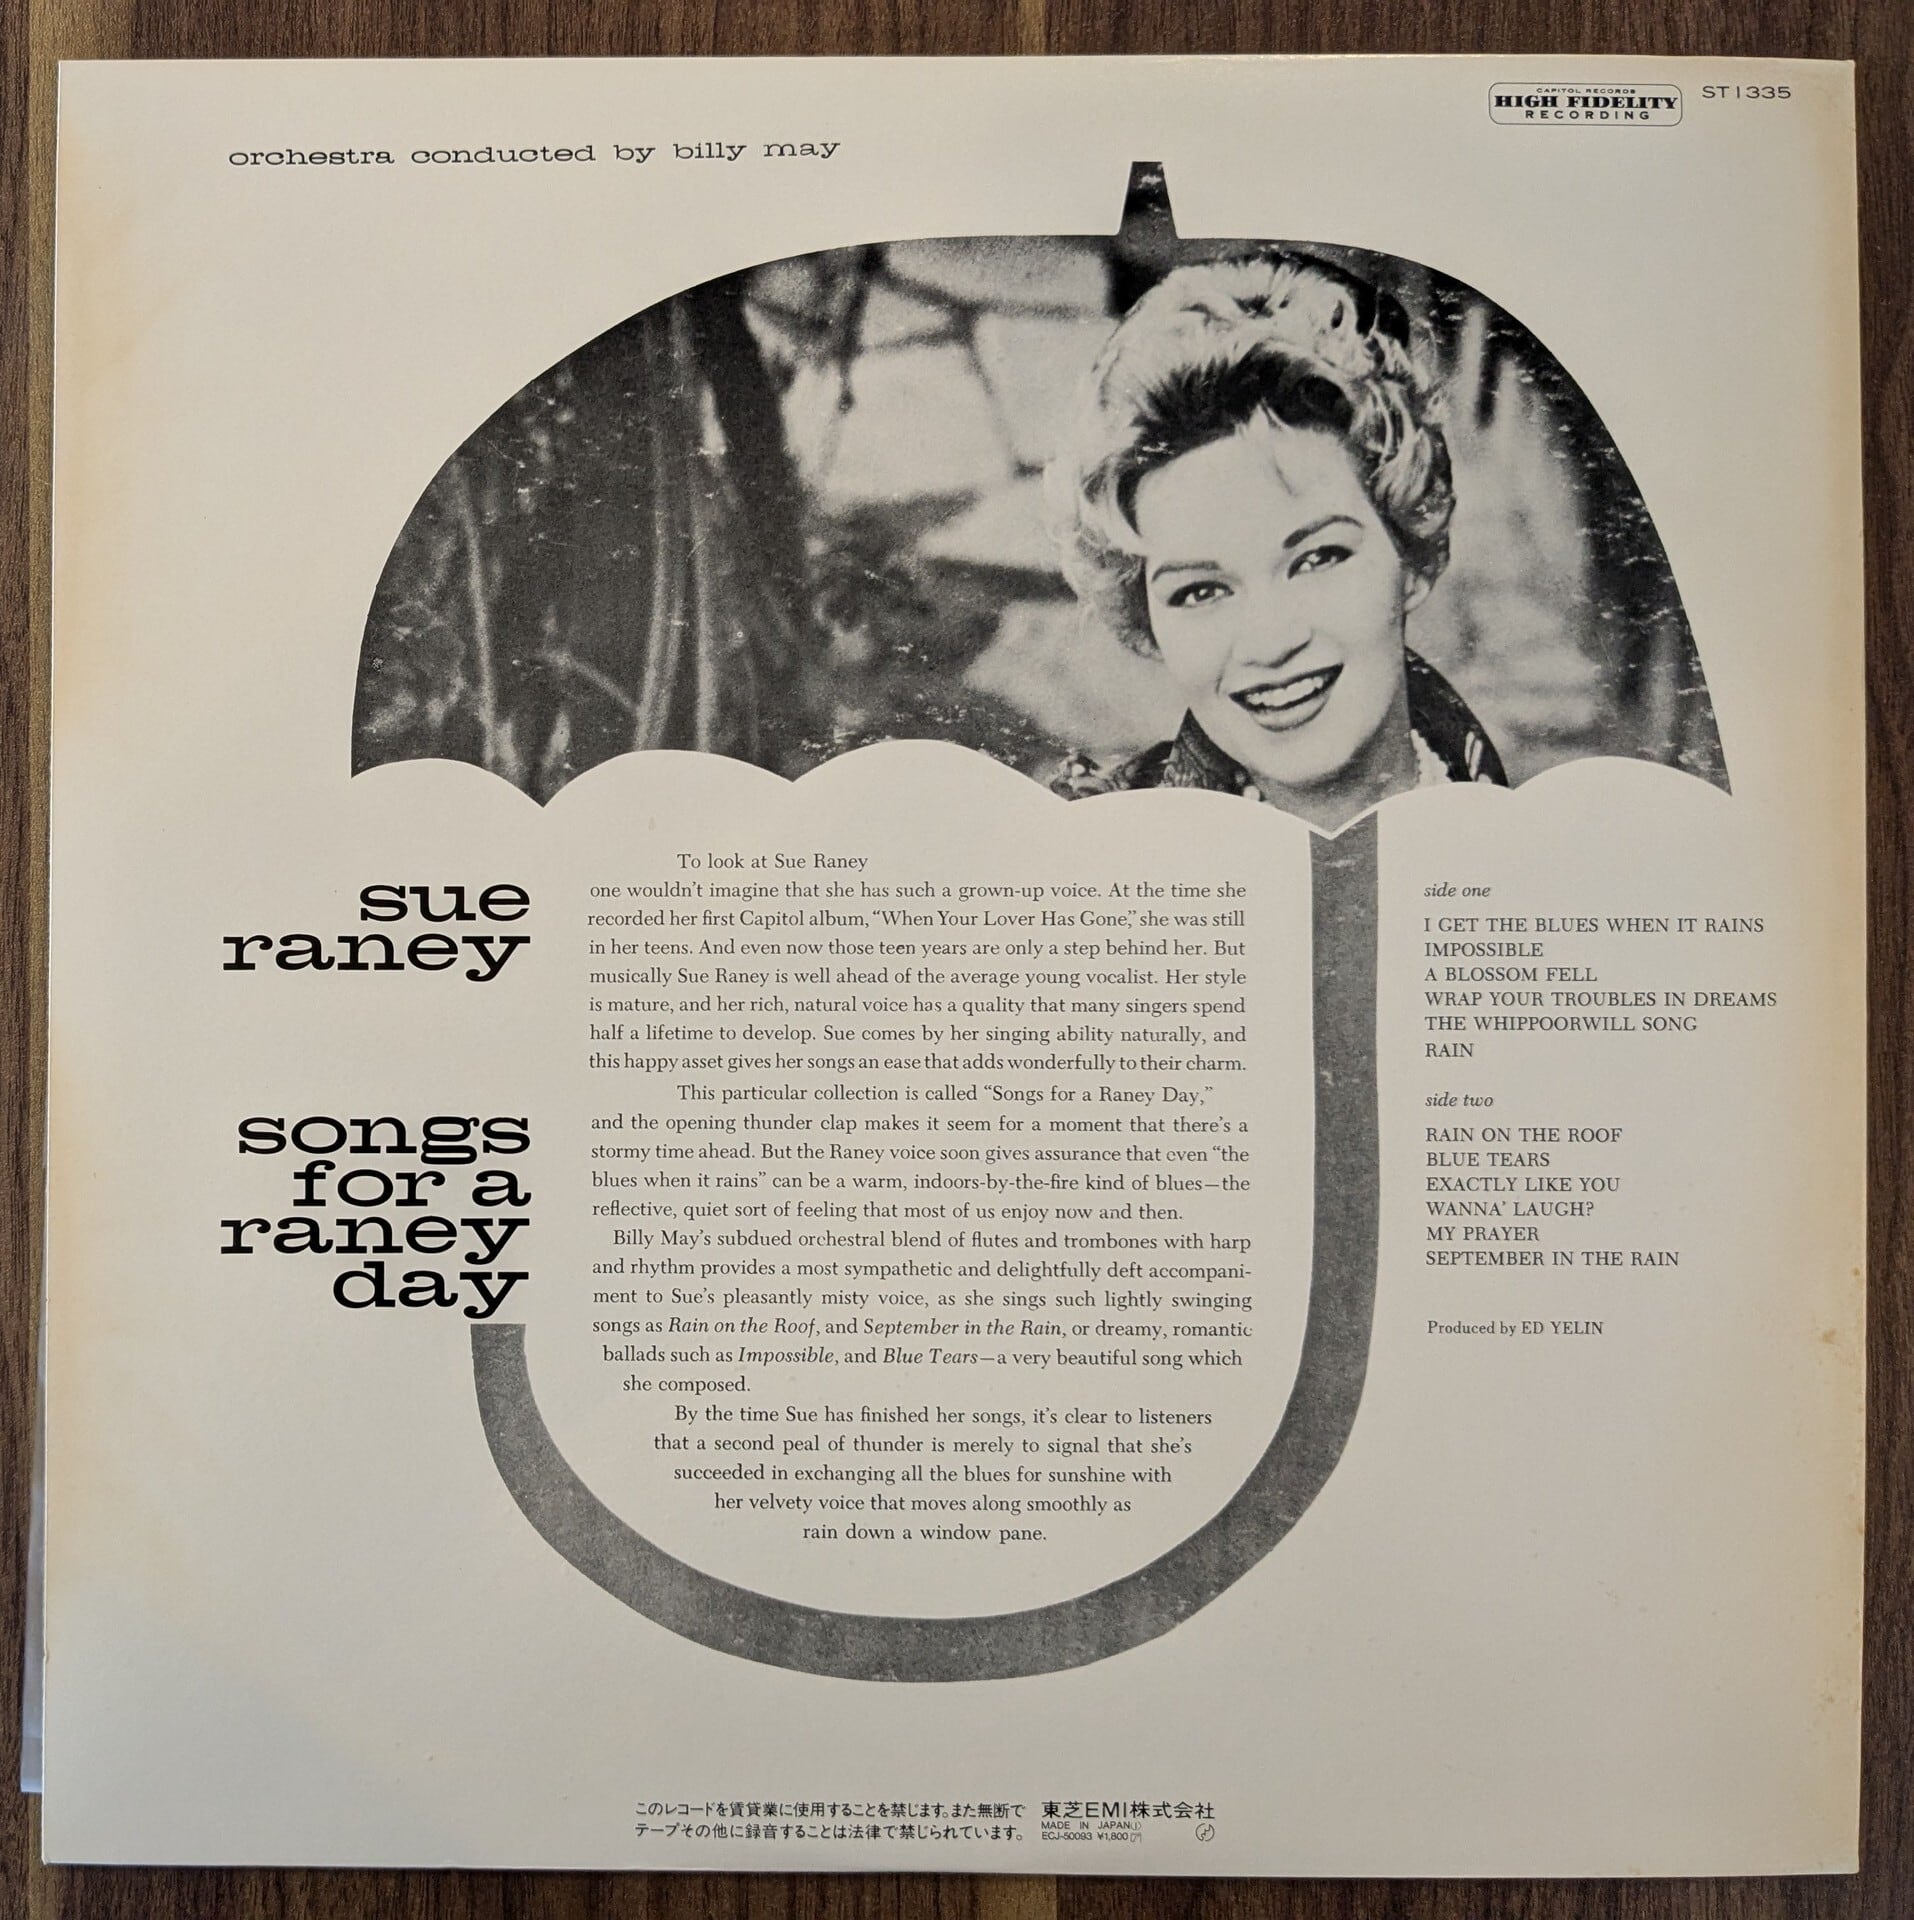 CAPITOL RECORDS
HIGH FIDELITY
RECORDING
ST1335
orchestra conducted by billy may
sue
raney
songs
for a
raney
day
To look at Sue Raney
one wouldn't imagine that she has such a grown-up voice. At the time she
recorded her first Capitol album, “When Your Lover Has Gone,” she was still
in her teens. And even now those teen years are only a step behind her. But
musically Sue Raney is well ahead of the average young vocalist. Her style
is mature, and her rich, natural voice has a quality that many singers spend
half a lifetime to develop. Sue comes by her singing ability naturally, and
this happy asset gives her songs an ease that adds wonderfully to their charm.
This particular collection is called “Songs for a Raney Day,”
and the opening thunder clap makes it seem for a moment that there's a
stormy time ahead. But the Raney voice soon gives assurance that even “the
blues when it rains” can be a warm, indoors-by-the-fire kind of blues—the
reflective, quiet sort of feeling that most of us enjoy now and then.
Billy May's subdued orchestral blend of flutes and trombones with harp
and rhythm provides a most sympathetic and delightfully deft accompani-
ment to Sue's pleasantly misty voice, as she sings such lightly swinging
songs as Rain on the Roof, and September in the Rain, or dreamy, romantic
ballads such as Impossible, and Blue Tears—a very beautiful song which
she composed.
By the time Sue has finished her songs, it's clear to listeners
that a second peal of thunder is merely to signal that she's
succeeded in exchanging all the blues for sunshine with
her velvety voice that moves along smoothly as
rain down a window pane.
side one
I GET THE BLUES WHEN IT RAINS
IMPOSSIBLE
A BLOSSOM FELL
WRAP YOUR TROUBLES IN DREAMS
THE WHIPPOORWILL SONG
RAIN
side two
RAIN ON THE ROOF
BLUE TEARS
EXACTLY LIKE YOU
WANNA' LAUGH?
MY PRAYER
SEPTEMBER IN THE RAIN
Produced by ED YELIN
このレコードを賃貸業に使用することを禁じます。また無断で
テープその他に録音することは法律で禁じられています。
東芝EMI株式会社
MADE IN JAPAN①
ECJ-50093 ¥1,800